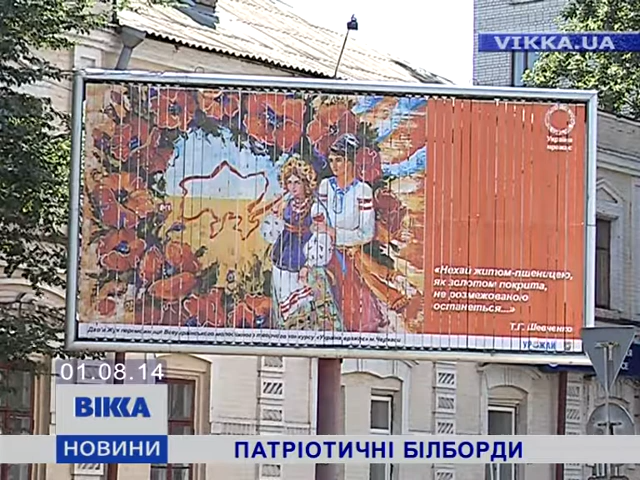 VIKKA.UA
Україна
«Нехай житом-пшеницею,
як золотом покрита,
не розмежованою
останеться...»
Т.Г. Шевченко
01.08.14
ВІККА
НОВИНИ
ПАТРІОТИЧНІ БІЛБОРДИ